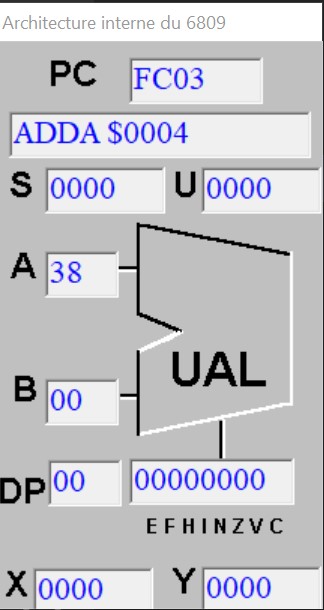 Architecture interne du 6809
PC FC03
ADDA $0004
S 0000 U 0000
A 38
UAL
B 00
DP 00 00000000
E F H I N Z V C
X 0000 Y 0000